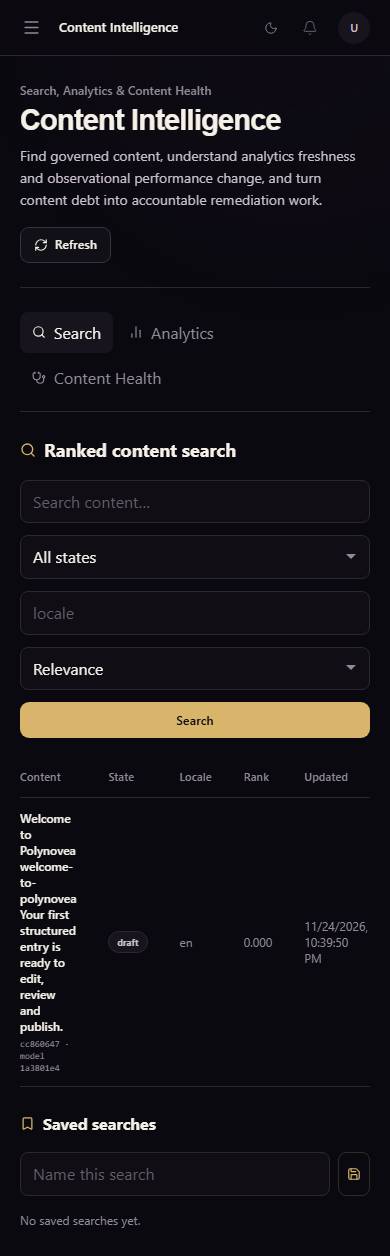 Content Intelligence
U
Search, Analytics & Content Health
Content Intelligence
Find governed content, understand analytics freshness
and observational performance change, and turn
content debt into accountable remediation work.
Refresh
Search
Analytics
Content Health
Ranked content search
Search content...
All states
locale
Relevance
Search
Content State Locale Rank Updated
Welcome
to
Polynovea
welcome-
to-
polynovea
Your first
structured
entry is
ready to
edit,
review
and
publish.
cc860647 ·
model
1a3801e4
draft
en
0.000
11/24/2026,
10:39:50
PM
Saved searches
Name this search
No saved searches yet.